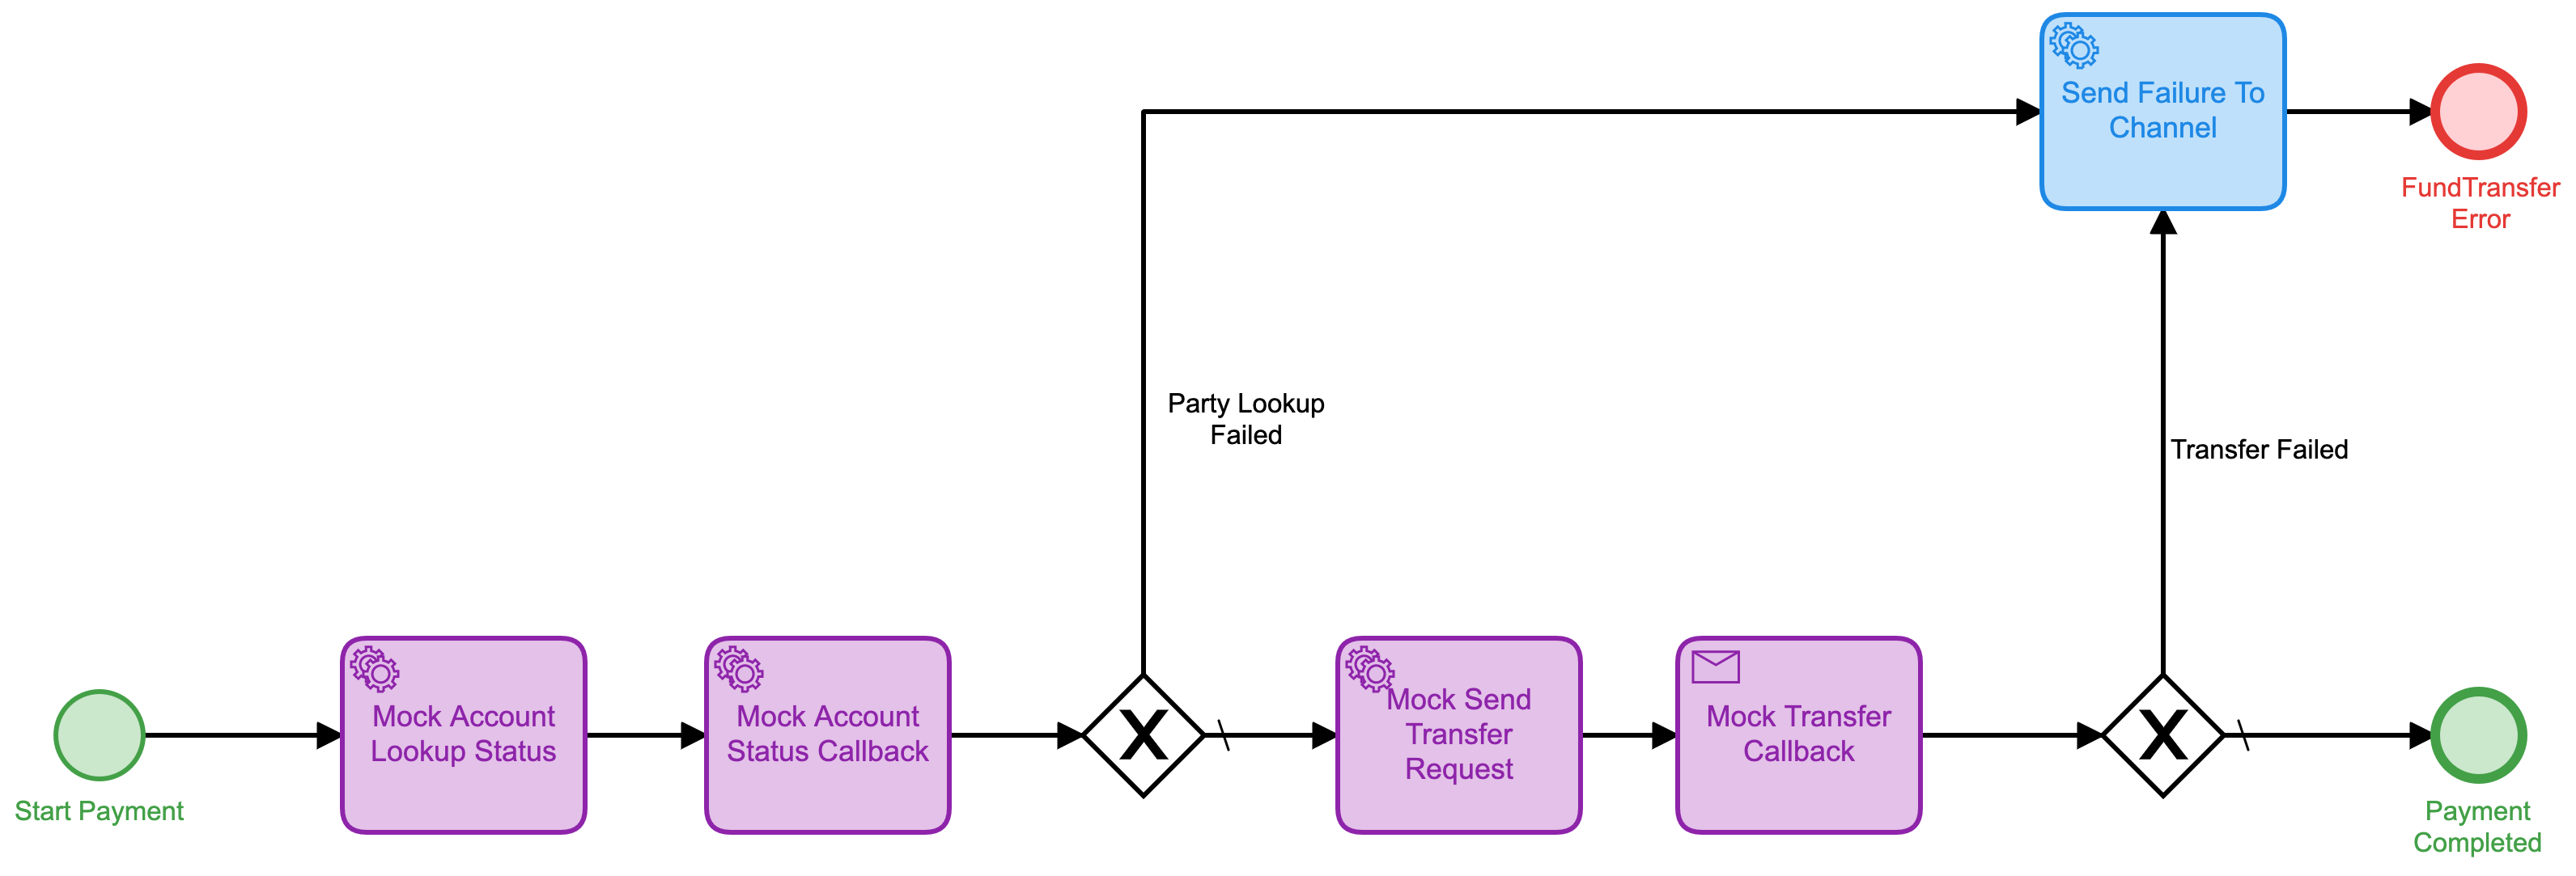 Send Failure To
Channel
FundTransfer
Error
Party Lookup
Failed
Transfer Failed
Start Payment
Mock Account
Lookup Status
Mock Account
Status Callback
X
Mock Send
Transfer
Request
Mock Transfer
Callback
X
Payment
Completed